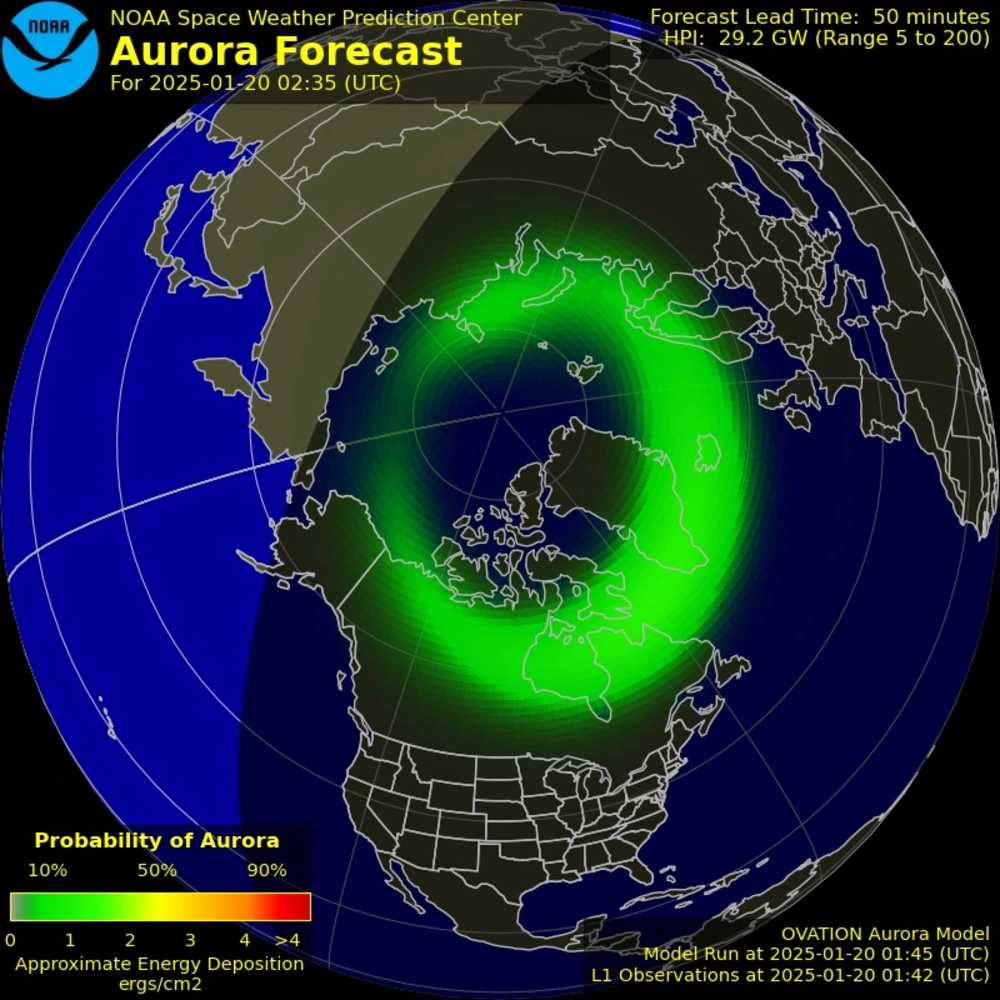 NOAA
NOAA Space Weather Prediction Center
Aurora Forecast
For 2025-01-20 02:35 (UTC)
Forecast Lead Time: 50 minutes
HPI: 29.2 GW (Range 5 to 200)
Probability of Aurora
10% 50% 90%
0 1 2 3 4 >4
Approximate Energy Deposition
ergs/cm2
OVATION Aurora Model
Model Run at 2025-01-20 01:45 (UTC)
L1 Observations at 2025-01-20 01:42 (UTC)